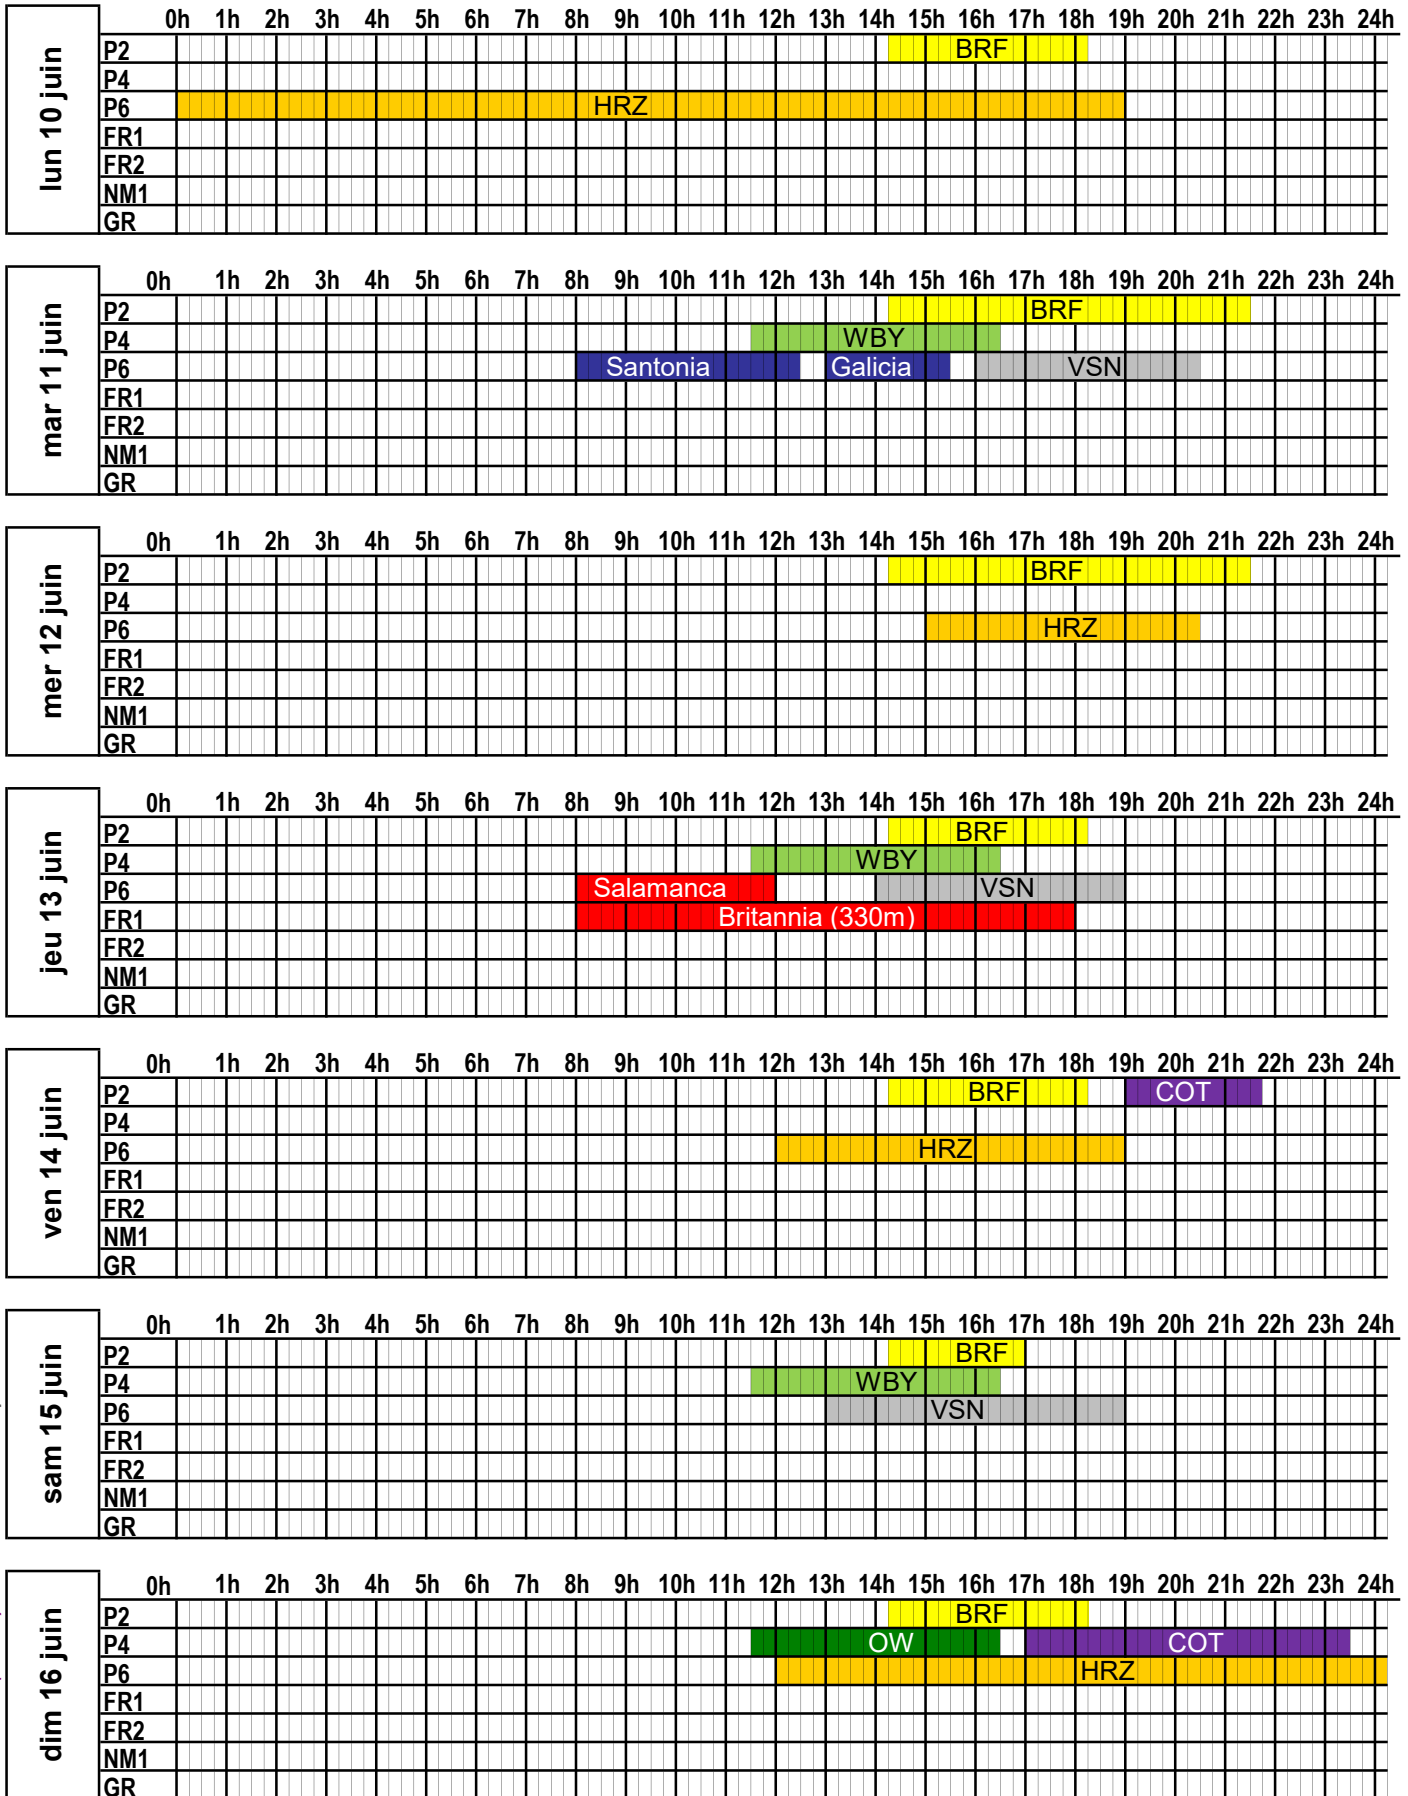 0h 1h 2h 3h 4h 5h 6h 7h 8h 9h 10h 11h 12h 13h 14h 15h 16h 17h 18h 19h 20h 21h 22h 23h 24h
lun 10 juin
P2 BRF
P4
P6 HRZ
FR1
FR2
NM1
GR
0h 1h 2h 3h 4h 5h 6h 7h 8h 9h 10h 11h 12h 13h 14h 15h 16h 17h 18h 19h 20h 21h 22h 23h 24h
mar 11 juin
P2 BRF
P4 WBY
P6 Santonia Galicia VSN
FR1
FR2
NM1
GR
0h 1h 2h 3h 4h 5h 6h 7h 8h 9h 10h 11h 12h 13h 14h 15h 16h 17h 18h 19h 20h 21h 22h 23h 24h
mer 12 juin
P2 BRF
P4
P6 HRZ
FR1
FR2
NM1
GR
0h 1h 2h 3h 4h 5h 6h 7h 8h 9h 10h 11h 12h 13h 14h 15h 16h 17h 18h 19h 20h 21h 22h 23h 24h
jeu 13 juin
P2 BRF
P4 WBY
P6 Salamanca VSN
FR1 Britannia (330m)
FR2
NM1
GR
0h 1h 2h 3h 4h 5h 6h 7h 8h 9h 10h 11h 12h 13h 14h 15h 16h 17h 18h 19h 20h 21h 22h 23h 24h
ven 14 juin
P2 BRF COT
P4
P6 HRZ
FR1
FR2
NM1
GR
0h 1h 2h 3h 4h 5h 6h 7h 8h 9h 10h 11h 12h 13h 14h 15h 16h 17h 18h 19h 20h 21h 22h 23h 24h
sam 15 juin
P2 BRF
P4 WBY
P6 VSN
FR1
FR2
NM1
GR
0h 1h 2h 3h 4h 5h 6h 7h 8h 9h 10h 11h 12h 13h 14h 15h 16h 17h 18h 19h 20h 21h 22h 23h 24h
dim 16 juin
P2 BRF
P4 OW COT
P6 HRZ
FR1
FR2
NM1
GR